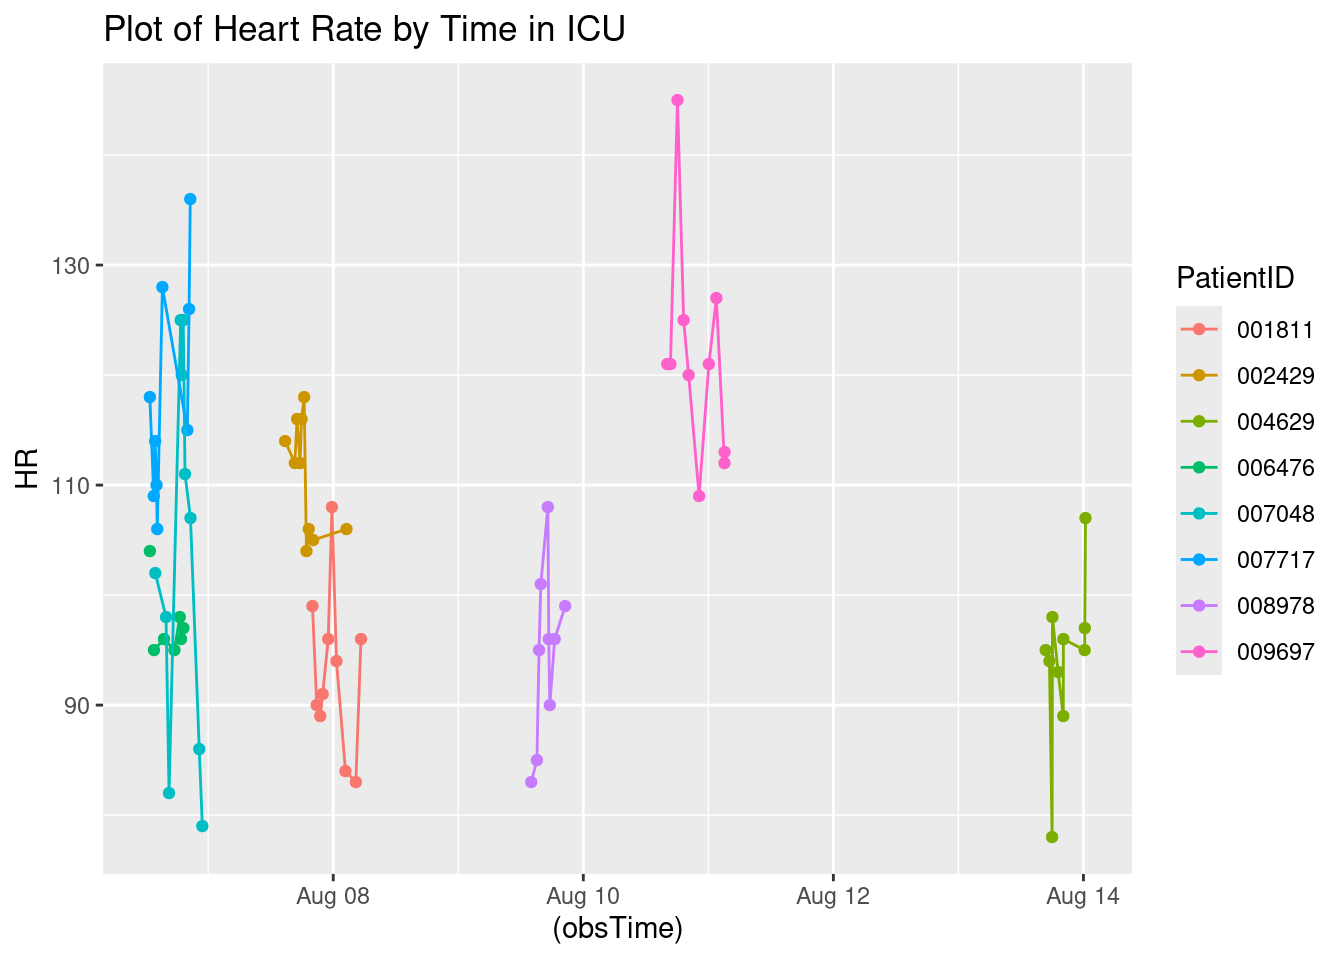 Plot of Heart Rate by Time in ICU
130
110
90
HR
Aug 08
Aug 10
Aug 12
Aug 14
(obsTime)
PatientID
001811
002429
004629
006476
007048
007717
008978
009697